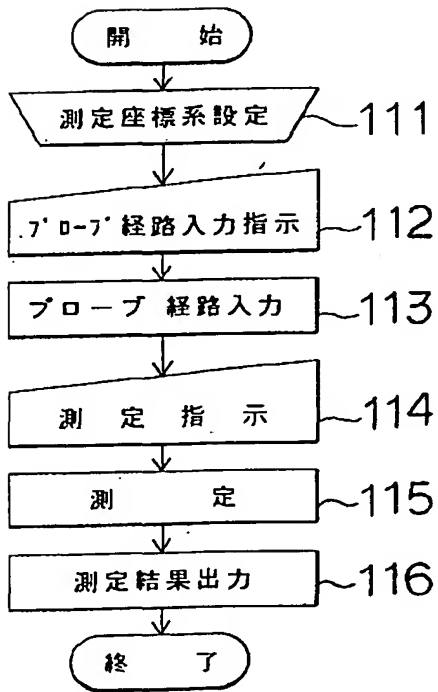 開始
測定座標系設定 111
プローブ経路入力指示 112
プローブ経路入力 113
測定指示 114
測定 115
測定結果出力 116
終了